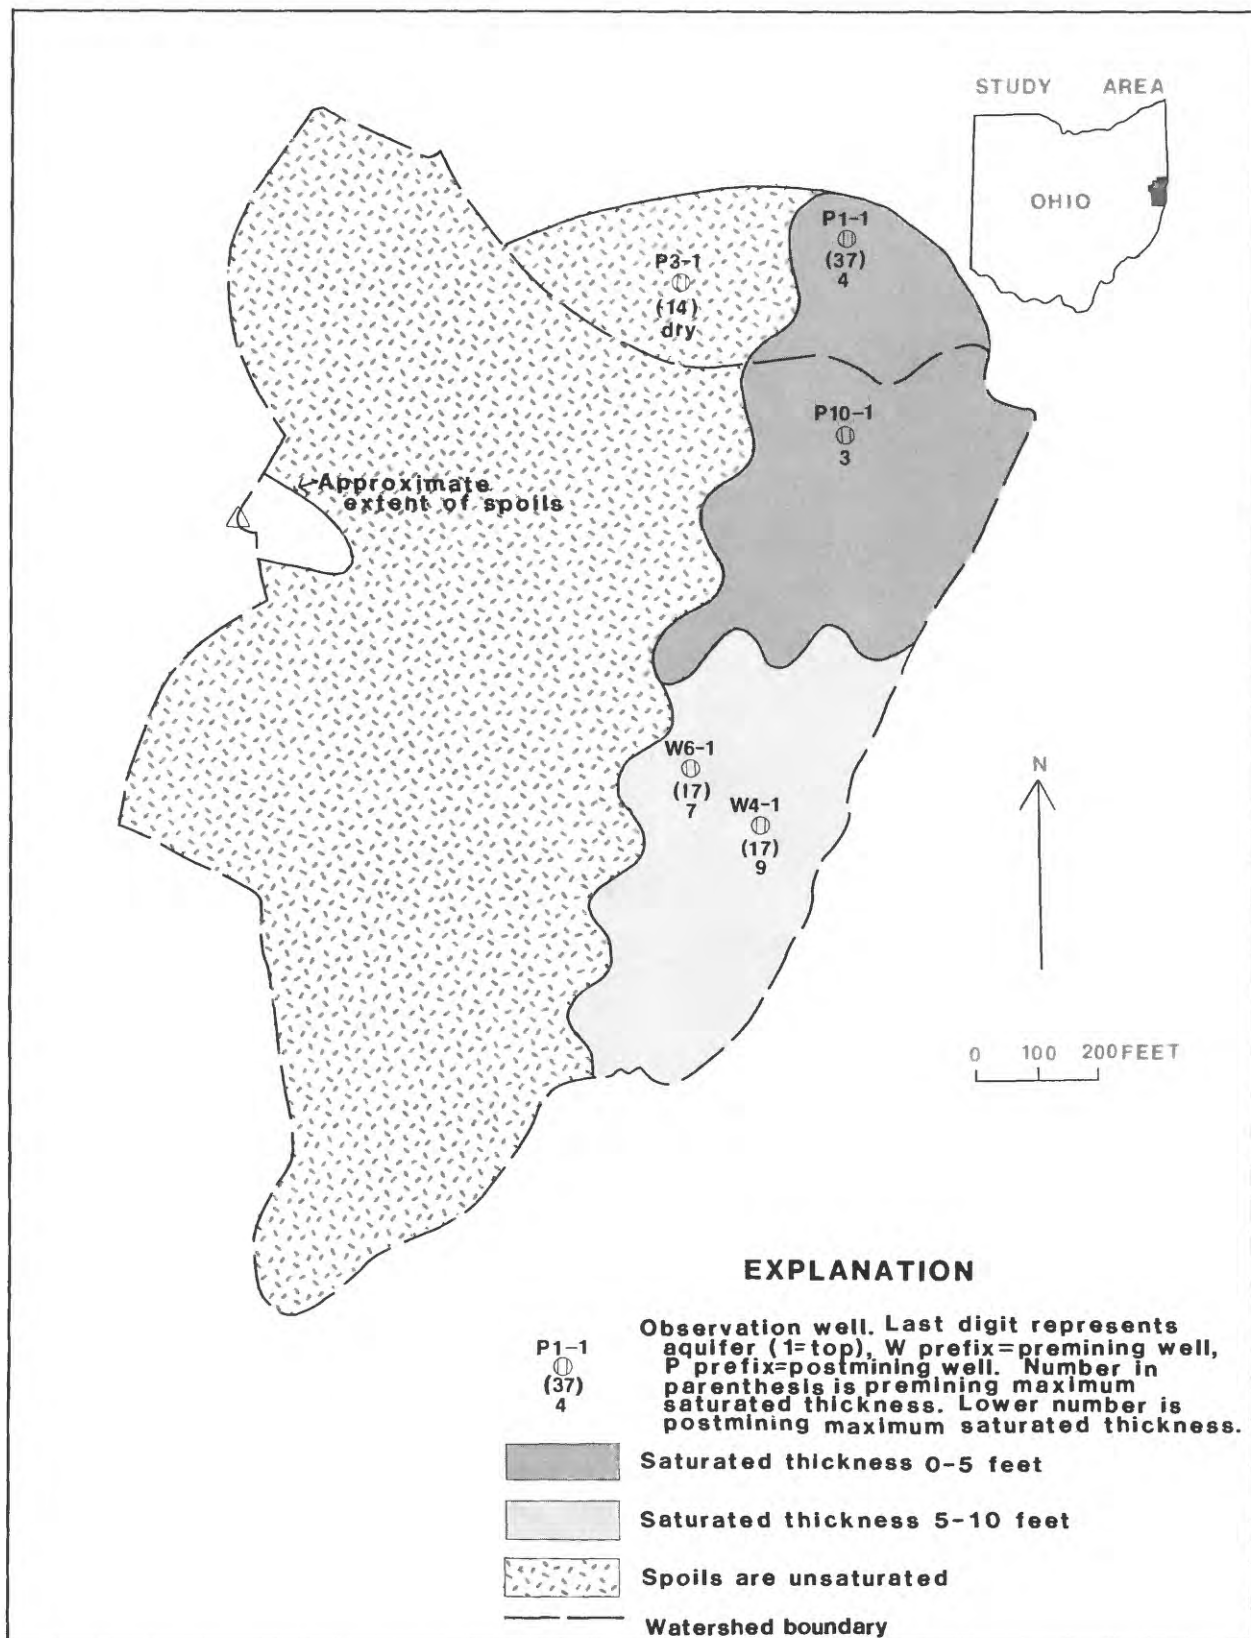 STUDY AREA
OHIO
P1-1
(37)
4
P3-1
(14)
dry
P10-1
3
Approximate
extent of spoils
W6-1
(17)
7
W4-1
(17)
9
N
0 100 200 FEET
EXPLANATION
P1-1
(37)
4
Observation well. Last digit represents
aquifer (1=top), W prefix=premining well,
P prefix=postmining well. Number in
parenthesis is premining maximum
saturated thickness. Lower number is
postmining maximum saturated thickness.
Saturated thickness 0-5 feet
Saturated thickness 5-10 feet
Spoils are unsaturated
Watershed boundary